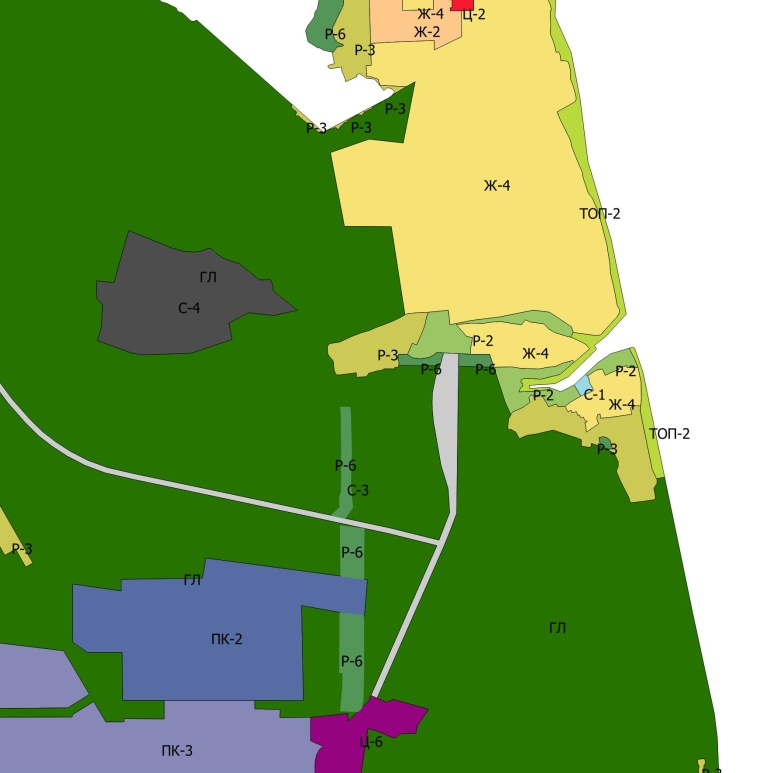 Ж-4
Ц-2
Р-6
Ж-2
Р-3
Р-3
Р-3
Р-3
Ж-4
ТОП-2
ГЛ
С-4
Р-2
Р-3
Ж-4
Р-6
Р-6
Р-2
Р-2
С-1
Ж-4
ТОП-2
Р-3
Р-6
С-3
Р-3
Р-6
ГЛ
ГЛ
ПК-2
Р-6
Ц-6
ПК-3